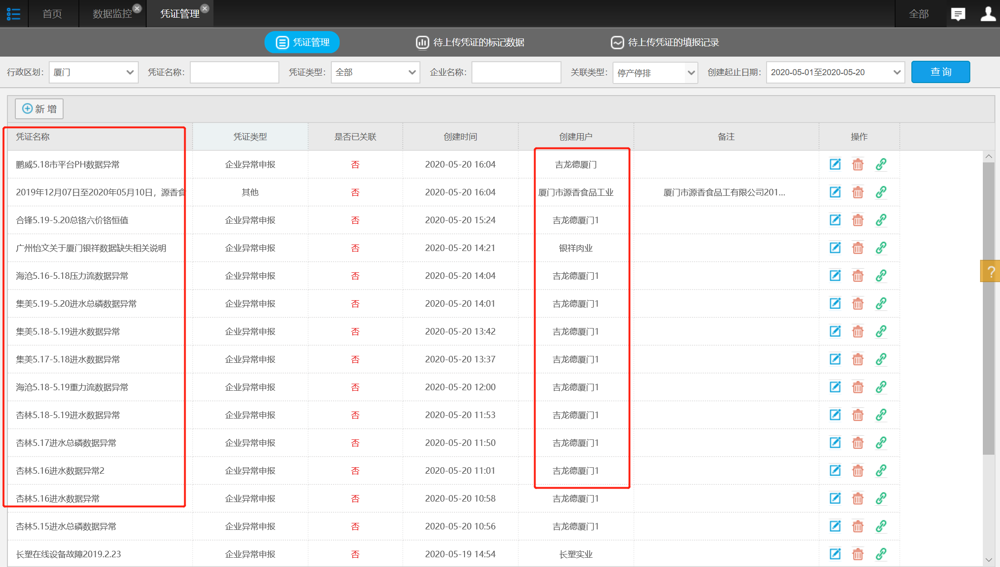 首页 数据监控 凭证管理 全部
凭证管理 待上传凭证的标记数据 待上传凭证的填报记录
行政区划： 厦门 凭证名称： 凭证类型： 全部 企业名称： 关联类型： 停产停排 创建起止日期： 2020-05-01至2020-05-20 查 询
新 增
凭证名称 凭证类型 是否已关联 创建时间 创建用户 备注 操作
鹏威5.18市平台PH数据异常 企业异常申报 否 2020-05-20 16:04 吉龙德厦门
2019年12月07日至2020年05月10日，源香食 其他 否 2020-05-20 16:04 厦门市源香食品工业 厦门市源香食品工有限公司201...
合锋5.19-5.20总铬六价铬恒值 企业异常申报 否 2020-05-20 15:24 吉龙德厦门1
广州怡文关于厦门银祥数据缺失相关说明 企业异常申报 否 2020-05-20 14:21 银祥肉业
海沧5.16-5.18压力流数据异常 企业异常申报 否 2020-05-20 14:04 吉龙德厦门1
?
集美5.19-5.20进水总磷数据异常 企业异常申报 否 2020-05-20 14:01 吉龙德厦门1
集美5.18-5.19进水数据异常 企业异常申报 否 2020-05-20 13:42 吉龙德厦门1
集美5.17-5.18进水数据异常 企业异常申报 否 2020-05-20 13:37 吉龙德厦门1
海沧5.18-5.19重力流数据异常 企业异常申报 否 2020-05-20 12:00 吉龙德厦门1
杏林5.18-5.19进水数据异常 企业异常申报 否 2020-05-20 11:53 吉龙德厦门1
杏林5.17进水总磷数据异常 企业异常申报 否 2020-05-20 11:50 吉龙德厦门1
杏林5.16进水数据异常2 企业异常申报 否 2020-05-20 11:01 吉龙德厦门1
杏林5.16进水数据异常 企业异常申报 否 2020-05-20 10:58 吉龙德厦门1
杏林5.15进水总磷数据异常 企业异常申报 否 2020-05-20 10:56 吉龙德厦门1
长塑在线设备故障2019.2.23 企业异常申报 否 2020-05-19 14:54 长塑实业